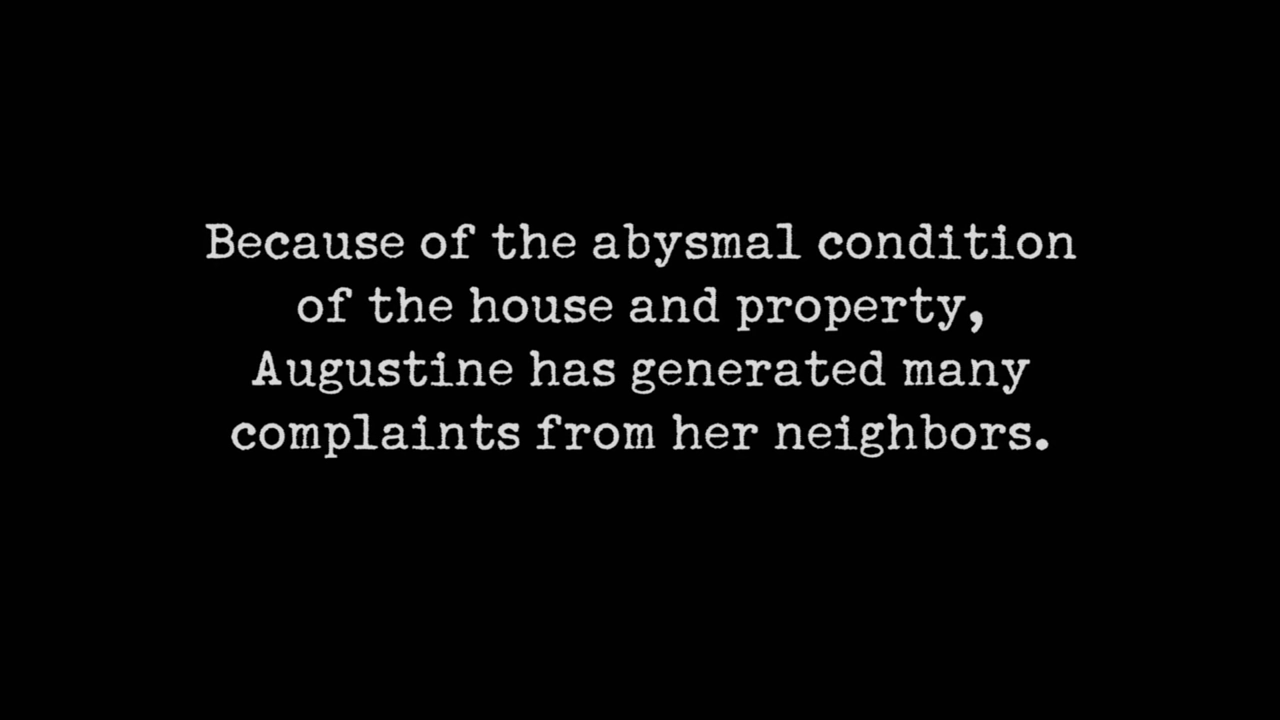 Because of the abysmal condition
of the house and property,
Augustine has generated many
complaints from her neighbors.